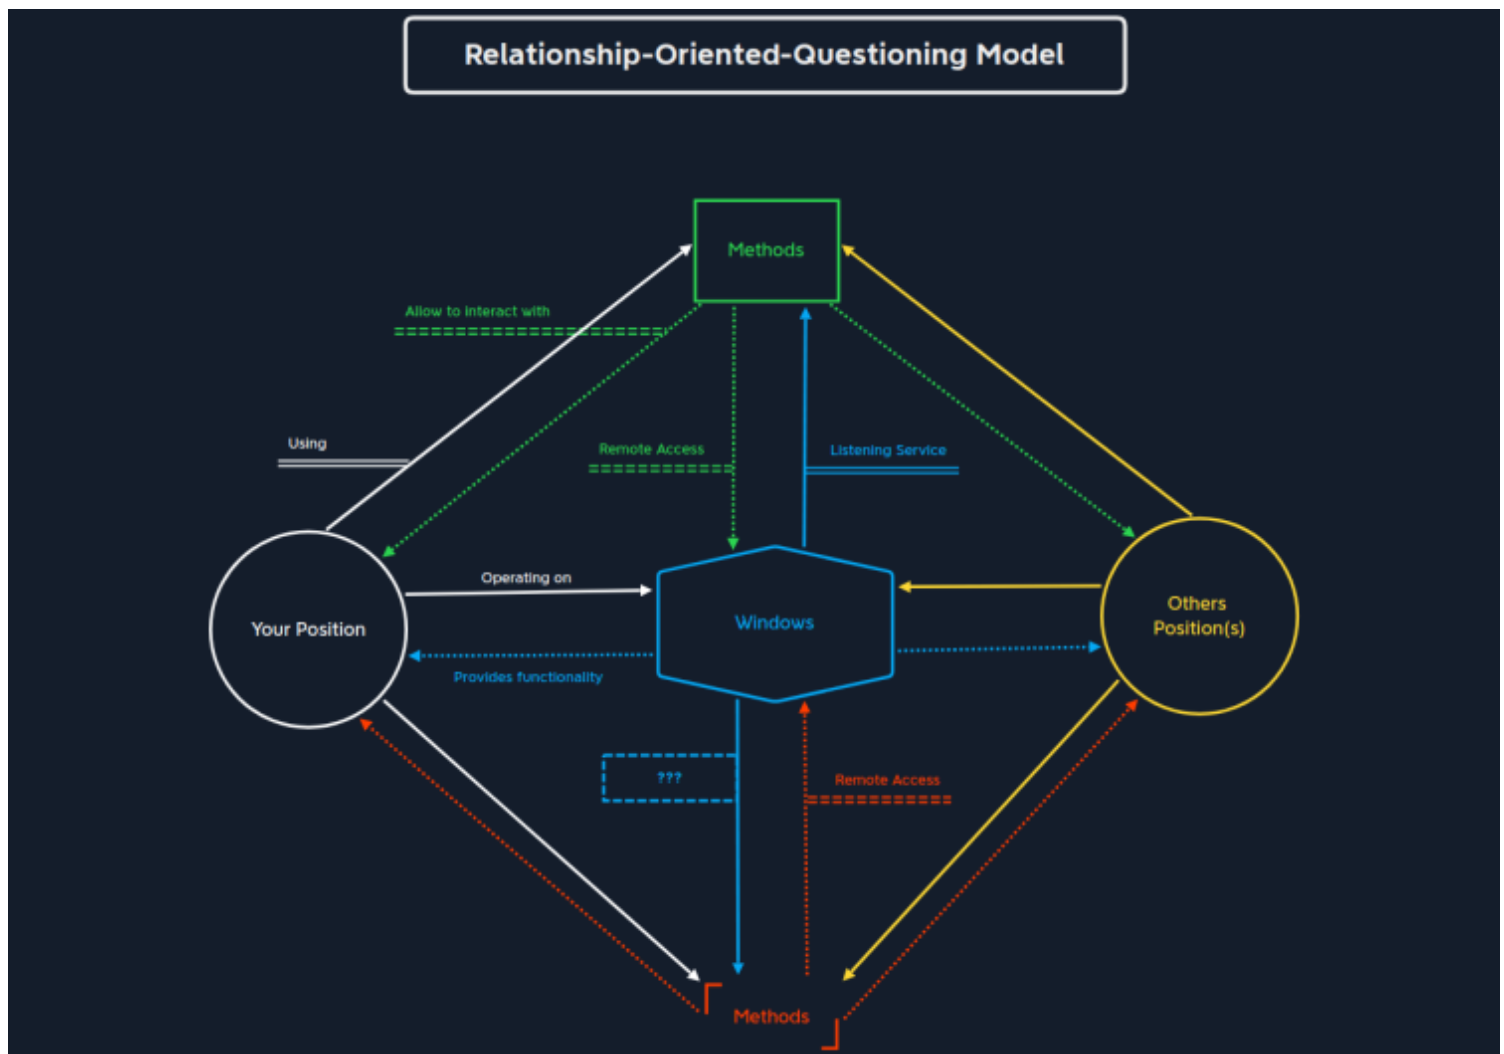 Relationship-Oriented-Questioning Model
Methods
Allow to interact with
Using
Remote Access
Listening Service
Operating on
Your Position
Windows
Others
Position(s)
Provides functionality
???
Remote Access
Methods